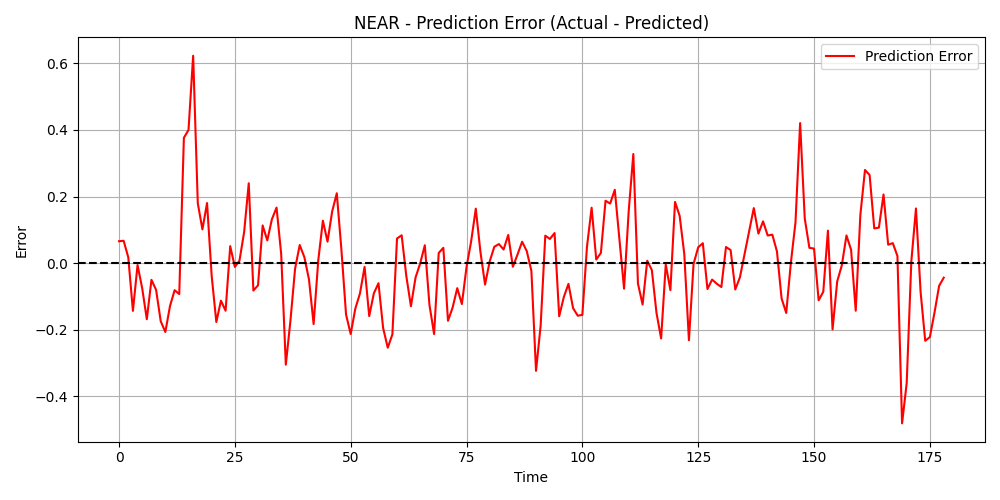 NEAR - Prediction Error (Actual - Predicted)
Prediction Error
Error
0.6
0.4
0.2
0.0
−0.2
−0.4
0 25 50 75 100 125 150 175
Time